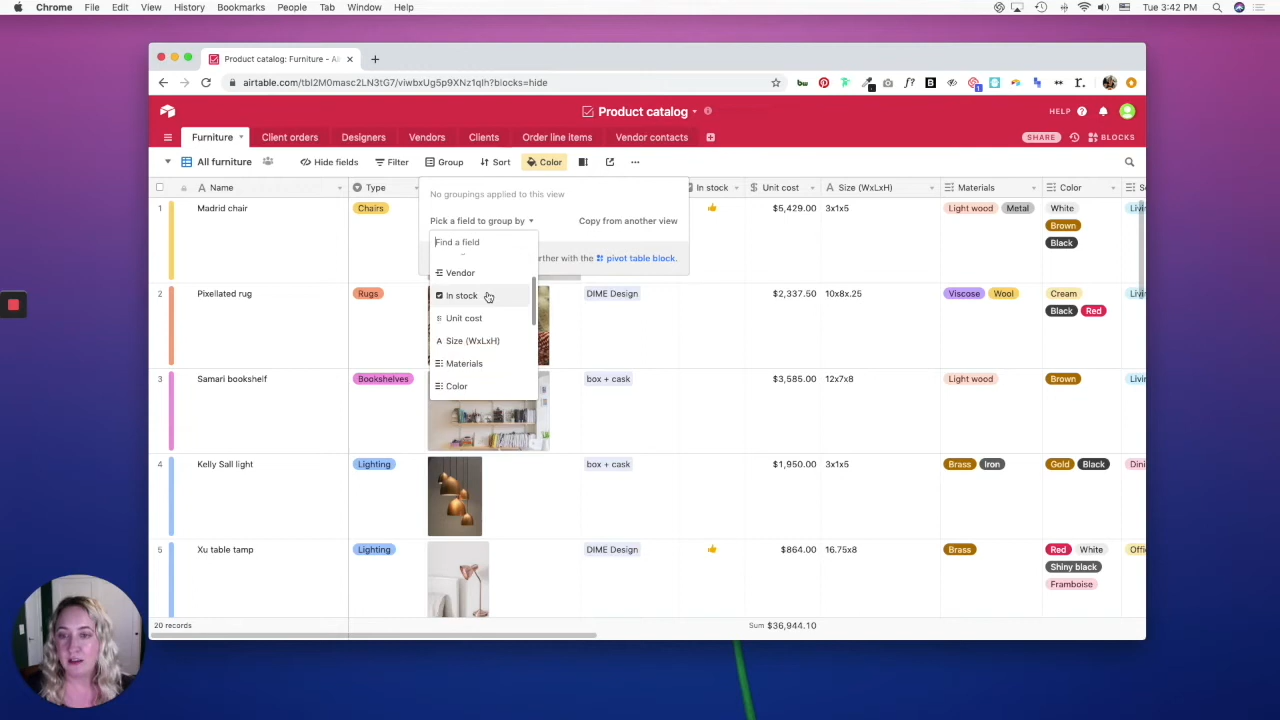 Chrome File Edit View History Bookmarks People Tab Window Help Tue 3:42 PM
Product catalog: Furniture - Ai
airtable.com/tbl2M0masc2LN3tG7/viwbxUg5p9XNz1qIh?blocks=hide
Product catalog
HELP
Furniture Client orders Designers Vendors Clients Order line items Vendor contacts SHARE BLOCKS
All furniture Hide fields Filter Group Sort Color
Name Type In stock Unit cost Size (WxLxH) Materials Color
No groupings applied to this view
Pick a field to group by Copy from another view
Find a field
rther with the pivot table block.
Vendor
In stock
Unit cost
Size (WxLxH)
Materials
Color
1 Madrid chair Chairs $5,429.00 3x1x5 Light wood Metal White Livin
Brown
Black
2 Pixellated rug Rugs DIME Design $2,337.50 10x8x.25 Viscose Wool Cream Livin
Black Red
3 Samari bookshelf Bookshelves box + cask $3,585.00 12x7x8 Light wood Brown Livin
4 Kelly Sall light Lighting box + cask $1,950.00 3x1x5 Brass Iron Gold Black Dini
5 Xu table tamp Lighting DIME Design $864.00 16.75x8 Brass Red White Offi
Shiny black
Framboise
20 records Sum $36,944.10